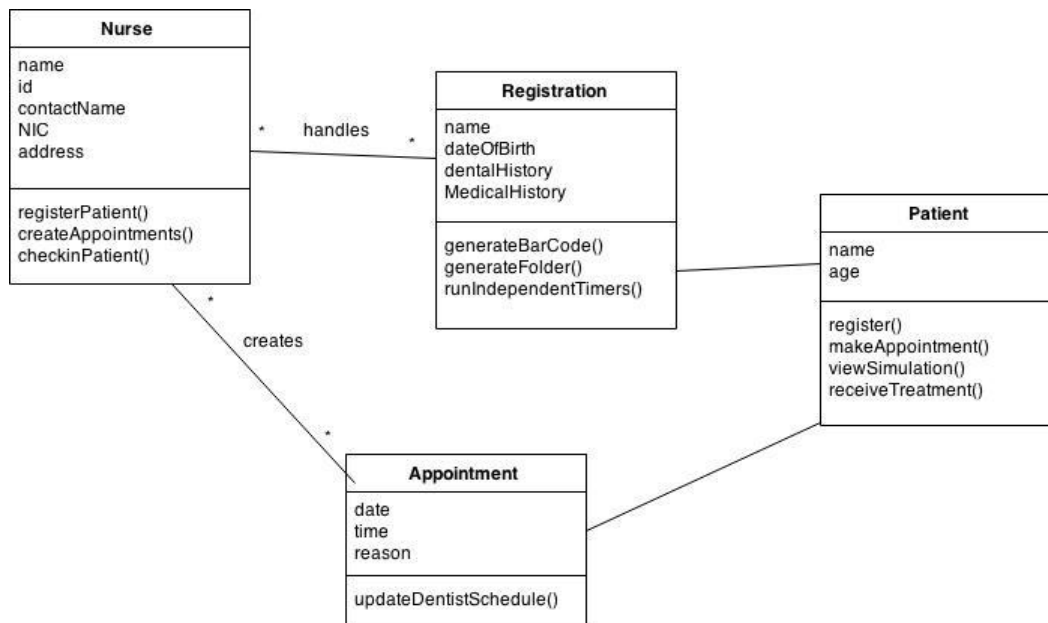 Nurse
name
id
contactName
NIC
address
registerPatient()
createAppointments()
checkinPatient()
* handles *
Registration
name
dateOfBirth
dentalHistory
MedicalHistory
generateBarCode()
generateFolder()
runIndependentTimers()
Patient
name
age
register()
makeAppointment()
viewSimulation()
receiveTreatment()
*
creates
*
Appointment
date
time
reason
updateDentistSchedule()